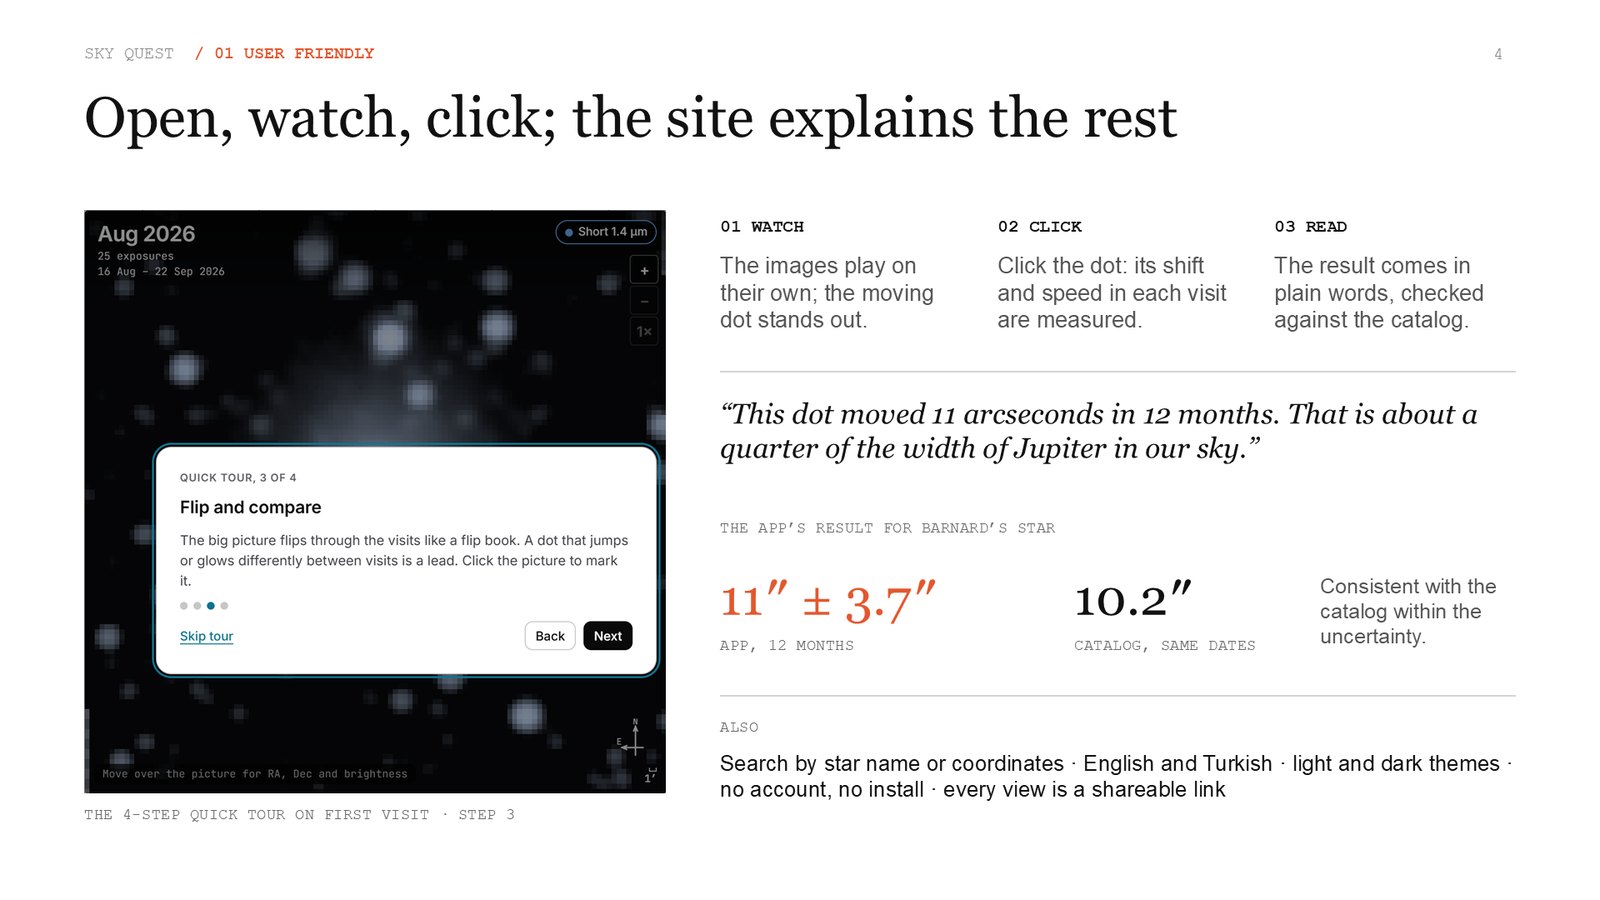 SKY QUEST / 01 USER FRIENDLY
4
Open, watch, click; the site explains the rest
Aug 2026
25 exposures
16 Aug – 22 Sep 2026
Short 1.4 µm
+
−
1×
QUICK TOUR, 3 OF 4
Flip and compare
The big picture flips through the visits like a flip book. A dot that jumps
or glows differently between visits is a lead. Click the picture to mark
it.
Skip tour
Back
Next
N
E
1′
Move over the picture for RA, Dec and brightness
THE 4-STEP QUICK TOUR ON FIRST VISIT · STEP 3
01 WATCH
The images play on
their own; the moving
dot stands out.
02 CLICK
Click the dot: its shift
and speed in each visit
are measured.
03 READ
The result comes in
plain words, checked
against the catalog.
“This dot moved 11 arcseconds in 12 months. That is about a
quarter of the width of Jupiter in our sky.”
THE APP’S RESULT FOR BARNARD’S STAR
11″ ± 3.7″
APP, 12 MONTHS
10.2″
CATALOG, SAME DATES
Consistent with the
catalog within the
uncertainty.
ALSO
Search by star name or coordinates · English and Turkish · light and dark themes ·
no account, no install · every view is a shareable link